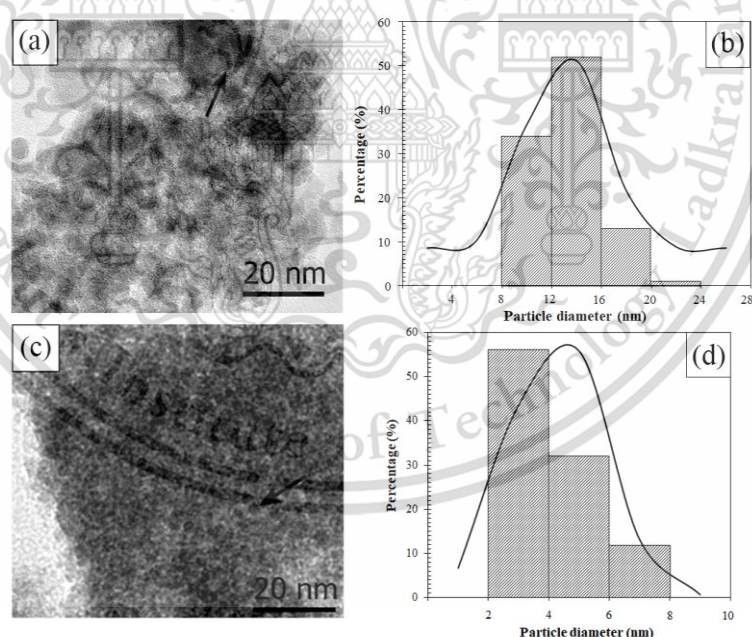 (a)
20 nm
(b)
Percentage (%)
60
50
40
30
20
10
0
4
8
12
16
20
24
28
Particle diameter (nm)
(c)
Institute
20 nm
(d)
Percentage (%)
60
50
40
30
20
10
0
2
4
6
8
10
Particle diameter (nm)
of Technology Ladkrab